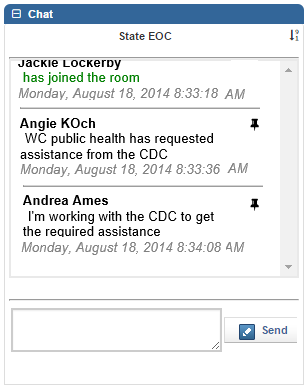 Chat
State EOC
Jackie Lockerby
has joined the room
Monday, August 18, 2014 8:33:18 AM
Angie KOch
WC public health has requested
assistance from the CDC
Monday, August 18, 2014 8:33:36 AM
Andrea Ames
I'm working with the CDC to get
the required assistance
Monday, August 18, 2014 8:34:08 AM
Send